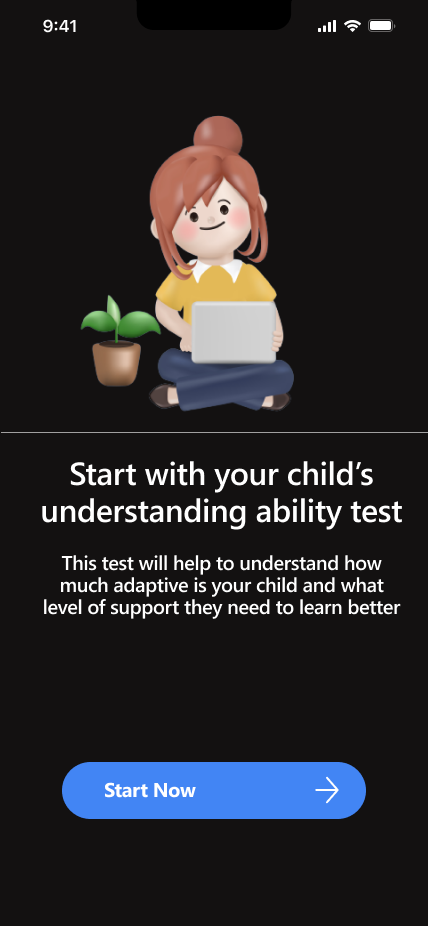 9:41
Start with your child’s
understanding ability test
This test will help to understand how
much adaptive is your child and what
level of support they need to learn better
Start Now